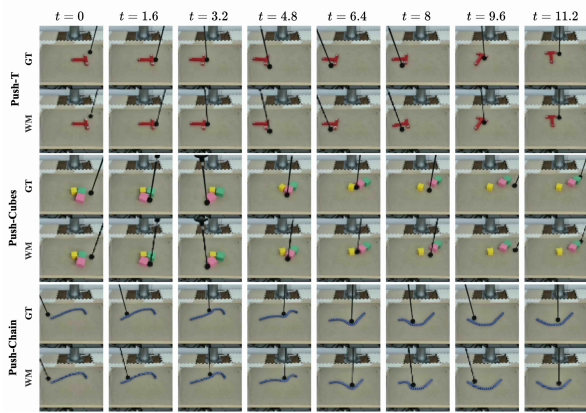 t = 0 t = 1.6 t = 3.2 t = 4.8 t = 6.4 t = 8 t = 9.6 t = 11.2
Push-T
GT
WM
Push-Cubes
GT
WM
Push-Chain
GT
WM